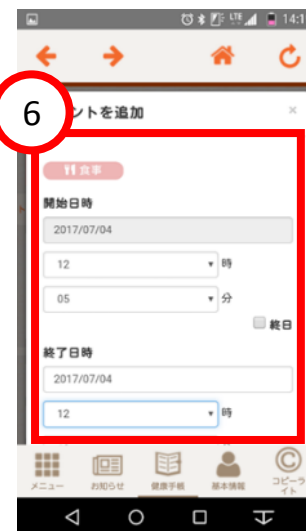 LTE 14:1
6
ントを追加
×
食事
開始日時
2017/07/04
12 時
05 分
終日
終了日時
2017/07/04
12 時
メニュー お知らせ 健康手帳 基本情報 コピーラ
イト